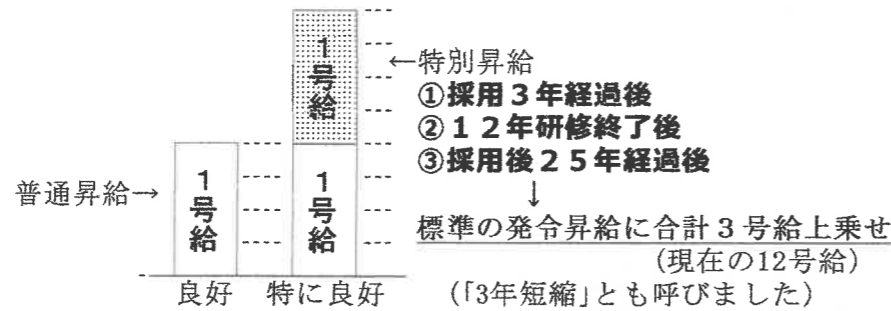 1号給
←特別昇給
①採用3年経過後
②12年研修終了後
③採用後25年経過後
↓
普通昇給→
1号給
1号給
標準の発令昇給に合計3号給上乗せ
(現在の12号給)
良好
特に良好
(「3年短縮」とも呼びました)